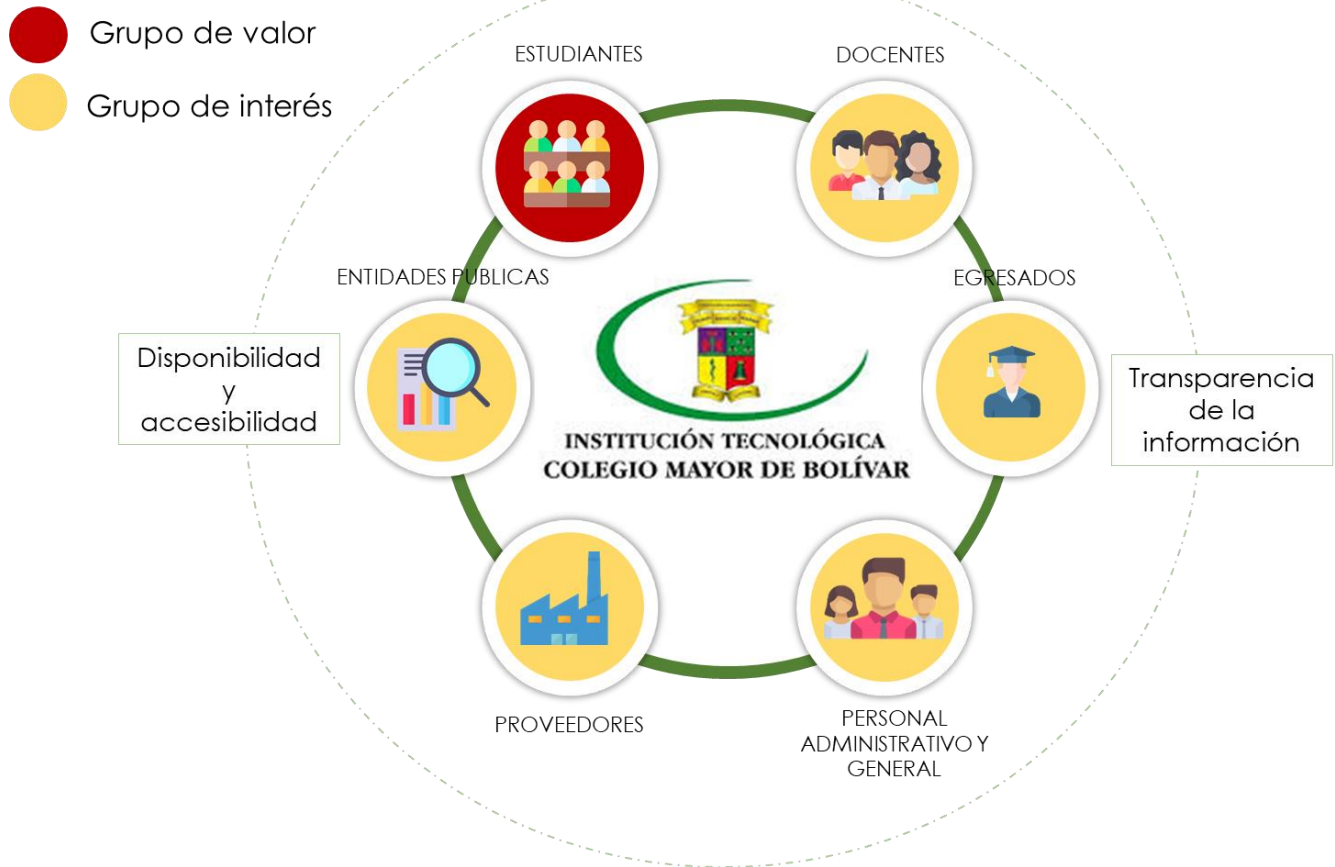 Grupo de valor
Grupo de interés
ESTUDIANTES
DOCENTES
ENTIDADES PUBLICAS
EGRESADOS
Disponibilidad
y
accesibilidad
INSTITUCIÓN TECNOLÓGICA
COLEGIO MAYOR DE BOLÍVAR
Transparencia
de la
información
PROVEEDORES
PERSONAL
ADMINISTRATIVO Y
GENERAL